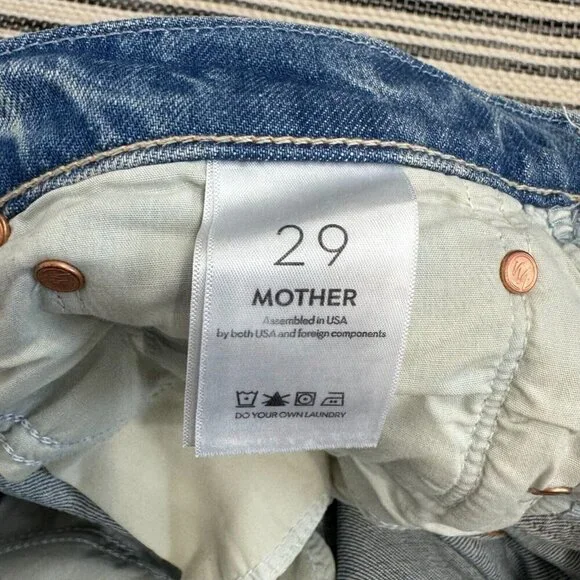 29
MOTHER
Assembled in USA
by both USA and foreign components
DO YOUR OWN LAUNDRY